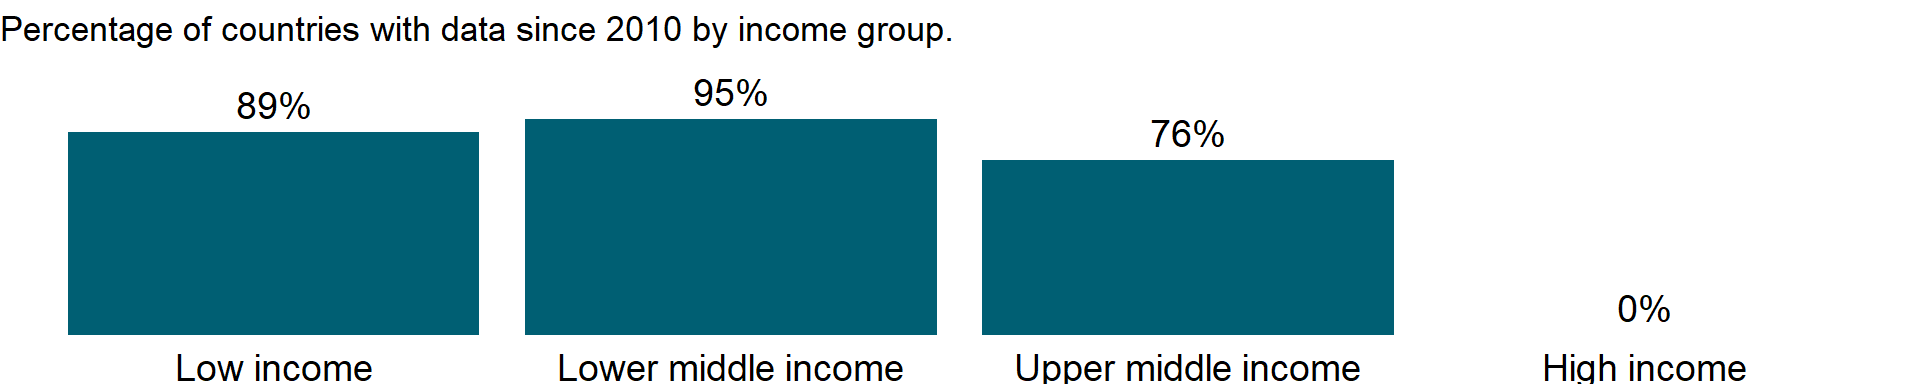 Percentage of countries with data since 2010 by income group.
89%
95%
76%
0%
Low income
Lower middle income
Upper middle income
High income